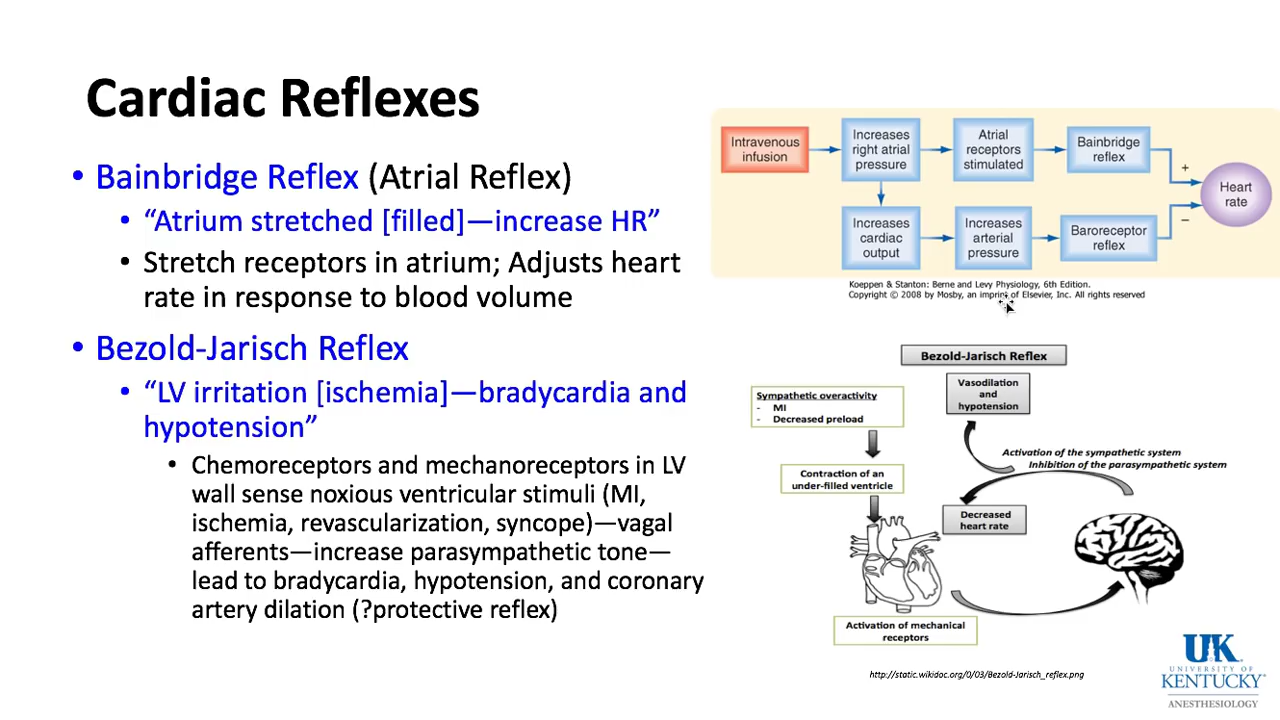 Cardiac Reflexes
• Bainbridge Reflex (Atrial Reflex)
• “Atrium stretched [filled]—increase HR”
• Stretch receptors in atrium; Adjusts heart
rate in response to blood volume
• Bezold-Jarisch Reflex
• “LV irritation [ischemia]—bradycardia and
hypotension”
• Chemoreceptors and mechanoreceptors in LV
wall sense noxious ventricular stimuli (MI,
ischemia, revascularization, syncope)—vagal
afferents—increase parasympathetic tone—
lead to bradycardia, hypotension, and coronary
artery dilation (?protective reflex)
Intravenous
infusion
Increases
right atrial
pressure
Atrial
receptors
stimulated
Bainbridge
reflex
+
Heart
rate
Increases
cardiac
output
Increases
arterial
pressure
Baroreceptor
reflex
−
Koeppen & Stanton: Berne and Levy Physiology, 6th Edition.
Copyright © 2008 by Mosby, an imprint of Elsevier, Inc. All rights reserved
Bezold-Jarisch Reflex
Sympathetic overactivity
- MI
- Decreased preload
Vasodilation
and
hypotension
Activation of the sympathetic system
Inhibition of the parasympathetic system
Contraction of an
under-filled ventricle
Decreased
heart rate
Activation of mechanical
receptors
http://static.wikidoc.org/0/03/Bezold-Jarisch_reflex.png
UK
UNIVERSITY OF
KENTUCKY
ANESTHESIOLOGY